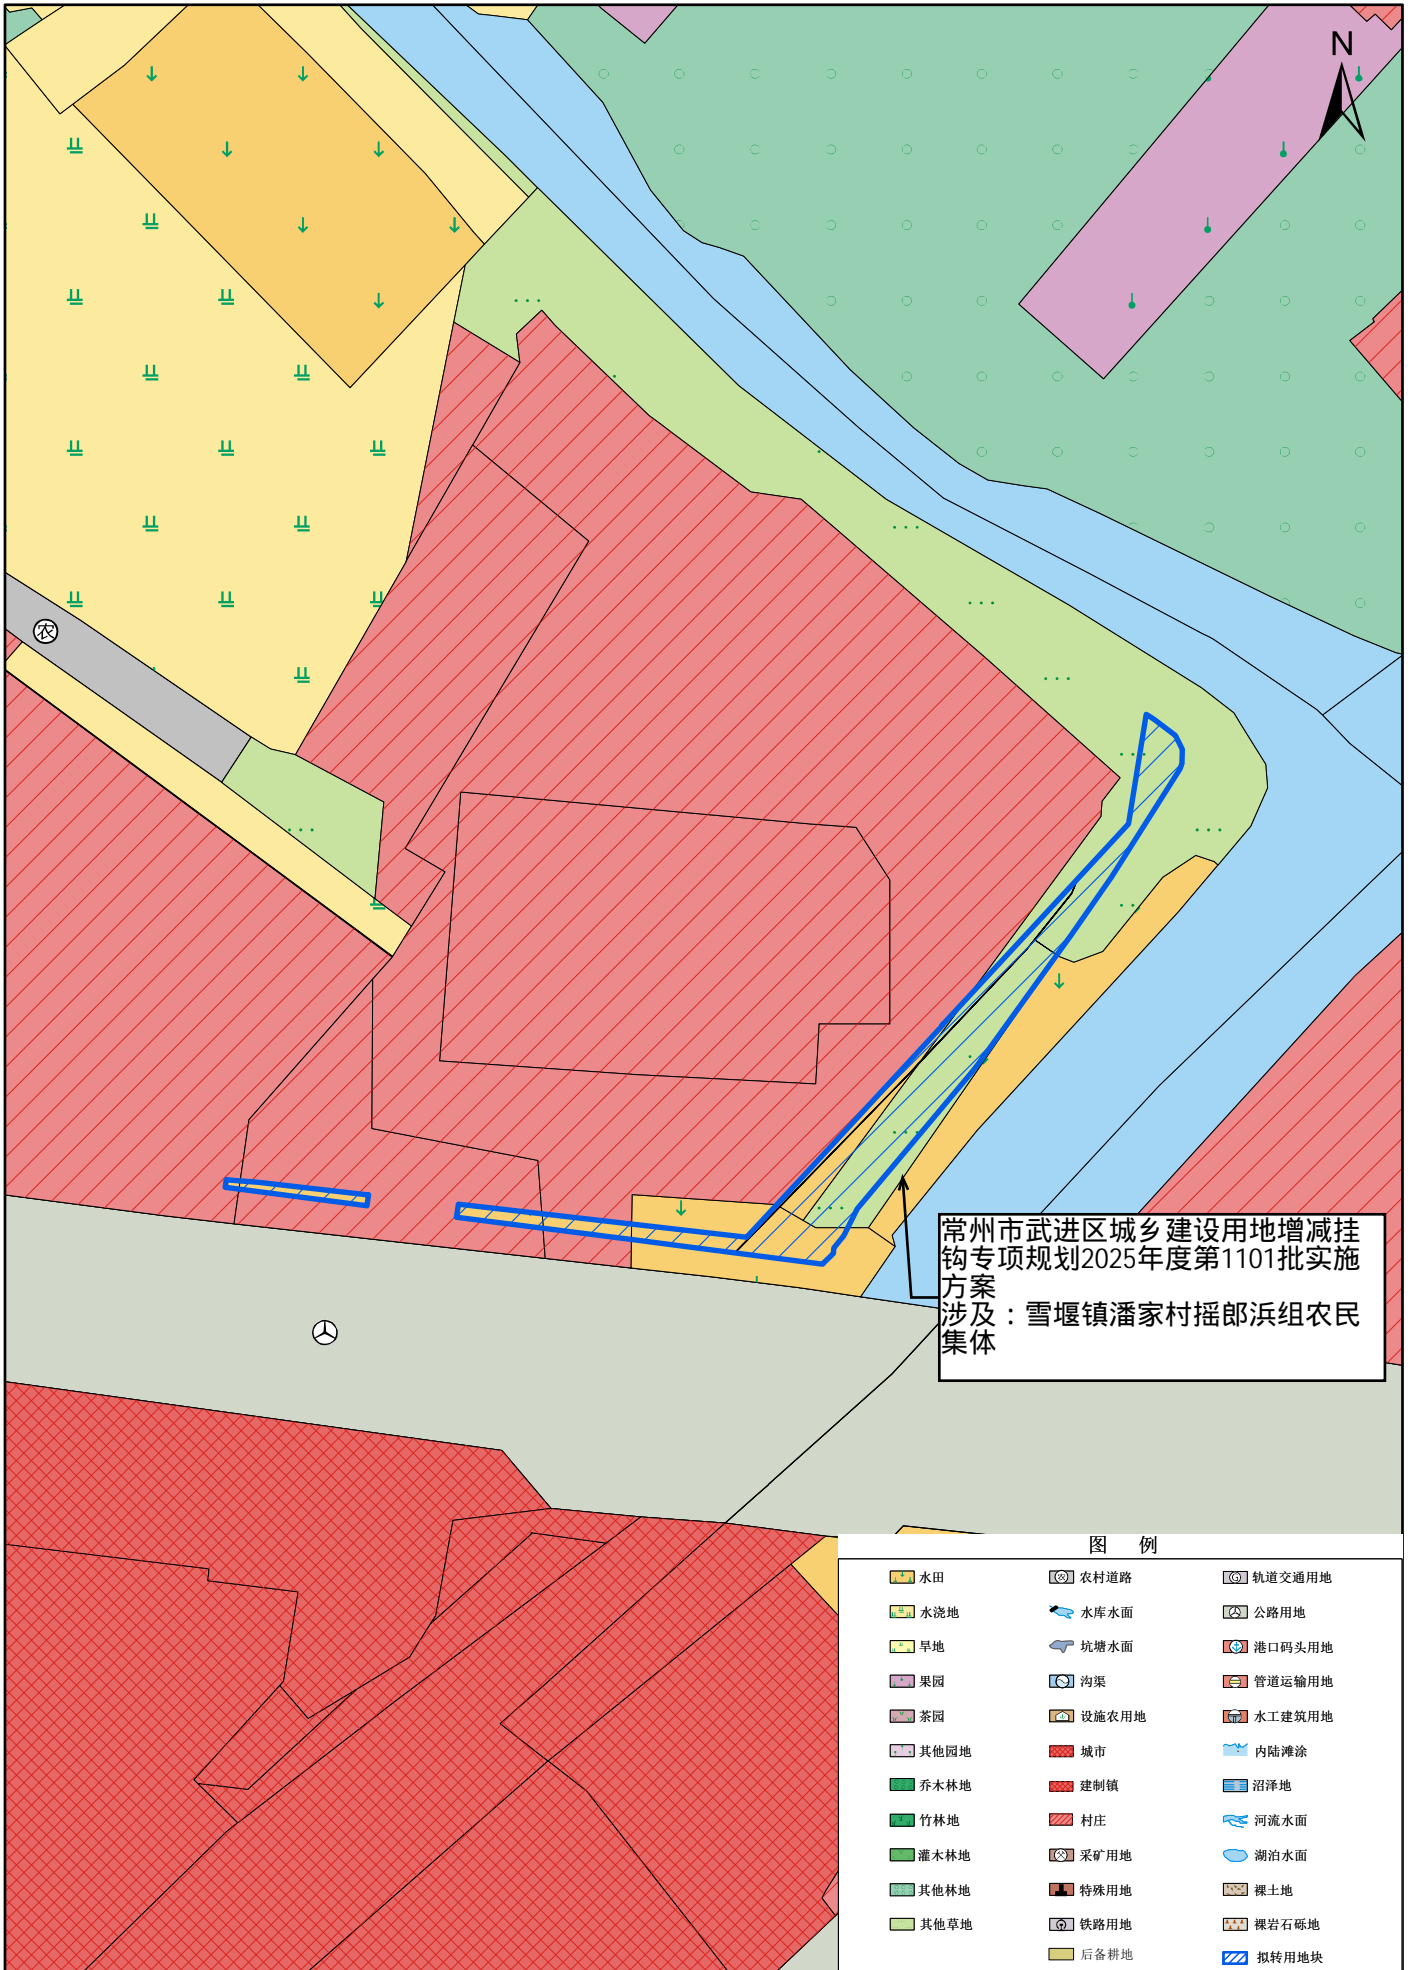 N
农
常州市武进区城乡建设用地增减挂
钩专项规划2025年度第1101批实施
方案
涉及：雪堰镇潘家村摇郎浜组农民
集体
图 例
水田
农村道路
轨道交通用地
水浇地
水库水面
公路用地
旱地
坑塘水面
港口码头用地
果园
沟渠
管道运输用地
茶园
设施农用地
水工建筑用地
其他园地
城市
内陆滩涂
乔木林地
建制镇
沼泽地
竹林地
村庄
河流水面
灌木林地
采矿用地
湖泊水面
其他林地
特殊用地
裸土地
其他草地
铁路用地
裸岩石砾地
后备耕地
拟转用地块